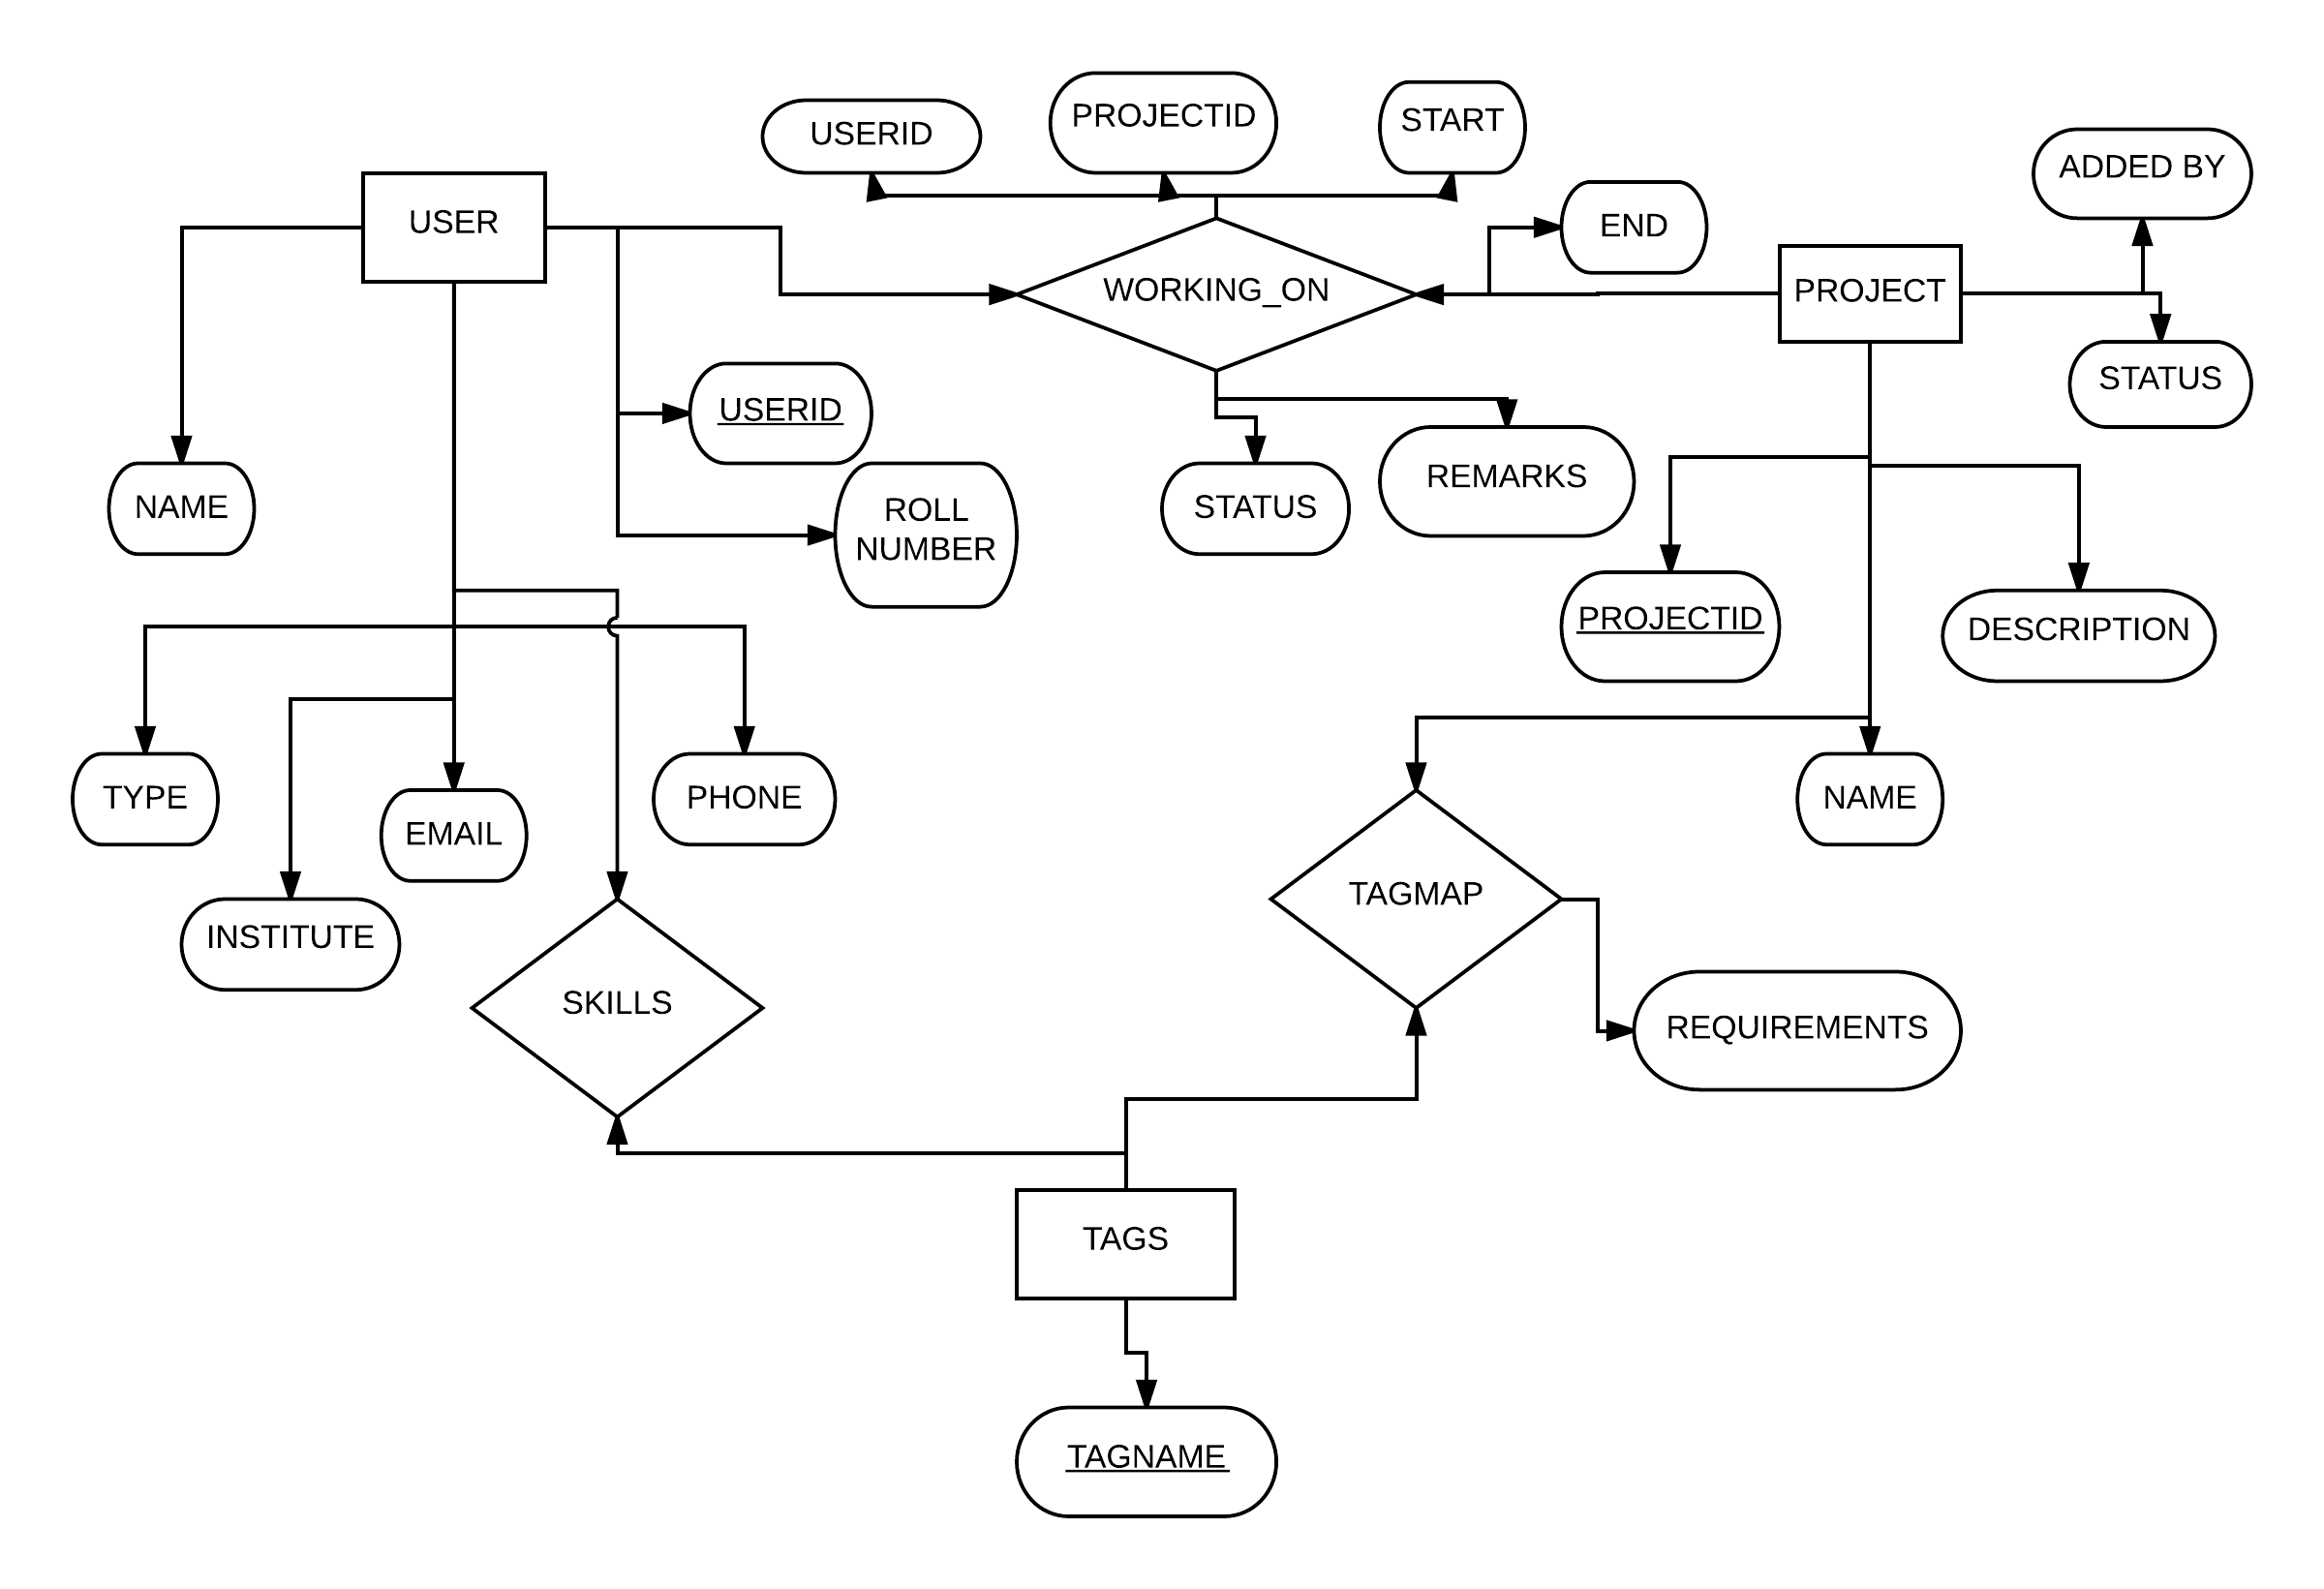 USERID
PROJECTID
START
ADDED BY
USER
END
WORKING_ON
PROJECT
STATUS
USERID
NAME
ROLL
NUMBER
STATUS
REMARKS
PROJECTID
DESCRIPTION
TYPE
EMAIL
PHONE
NAME
INSTITUTE
TAGMAP
SKILLS
REQUIREMENTS
TAGS
TAGNAME